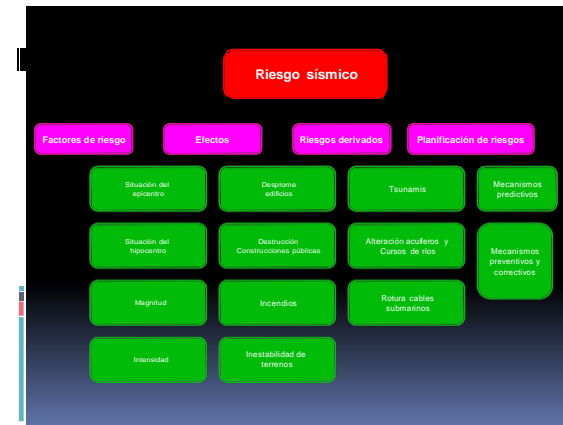 Riesgo sísmico
Factores de riesgo
Efectos
Riesgos derivados
Planificación de riesgos
Situación del
epicentro
Desplome
edificios
Tsunamis
Mecanismos
predictivos
Situación del
hipocentro
Destrucción
Construcciones públicas
Alteración acuíferos y
Cursos de ríos
Mecanismos
preventivos y
correctivos
Magnitud
Incendios
Rotura cables
submarinos
Intensidad
Inestabilidad de
terrenos